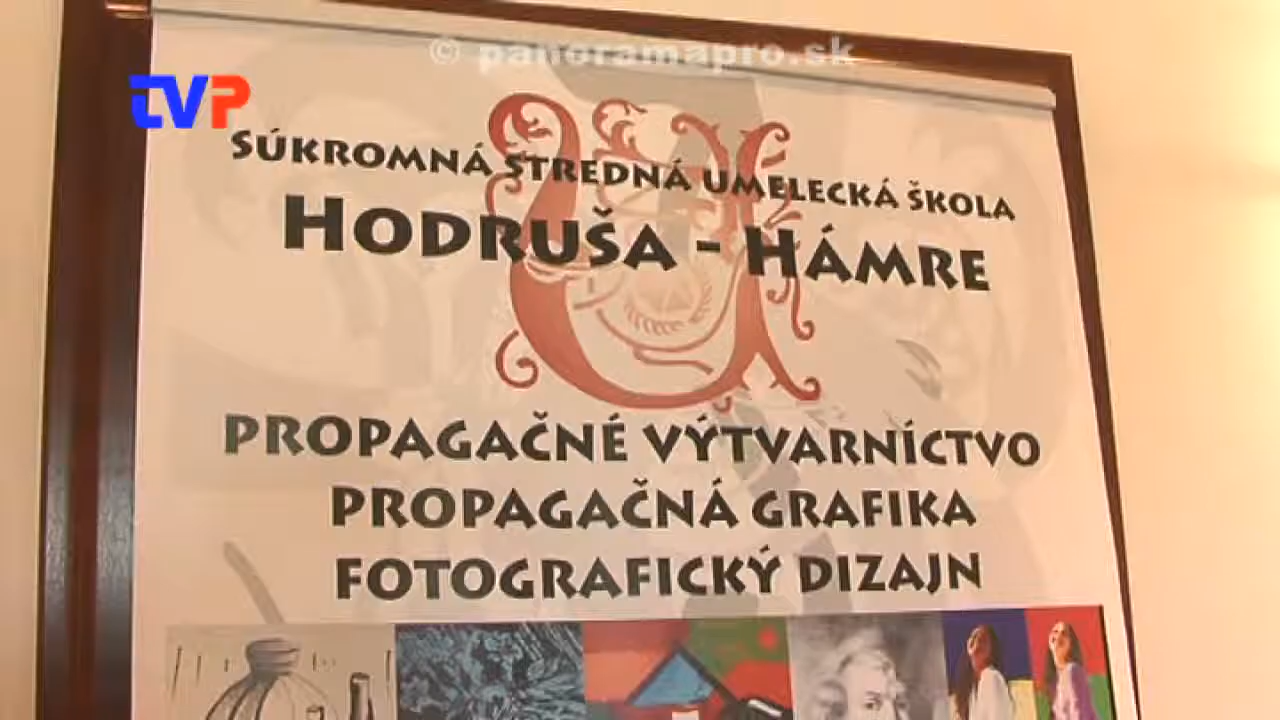 © panoramapro.sk
tVP
SÚKROMNÁ STREDNÁ UMELECKÁ ŠKOLA
HODRUŠA - HÁMRE
PROPAGAČNÉ VÝTVARNÍCTVO
PROPAGAČNÁ GRAFIKA
FOTOGRAFICKÝ DIZAJN